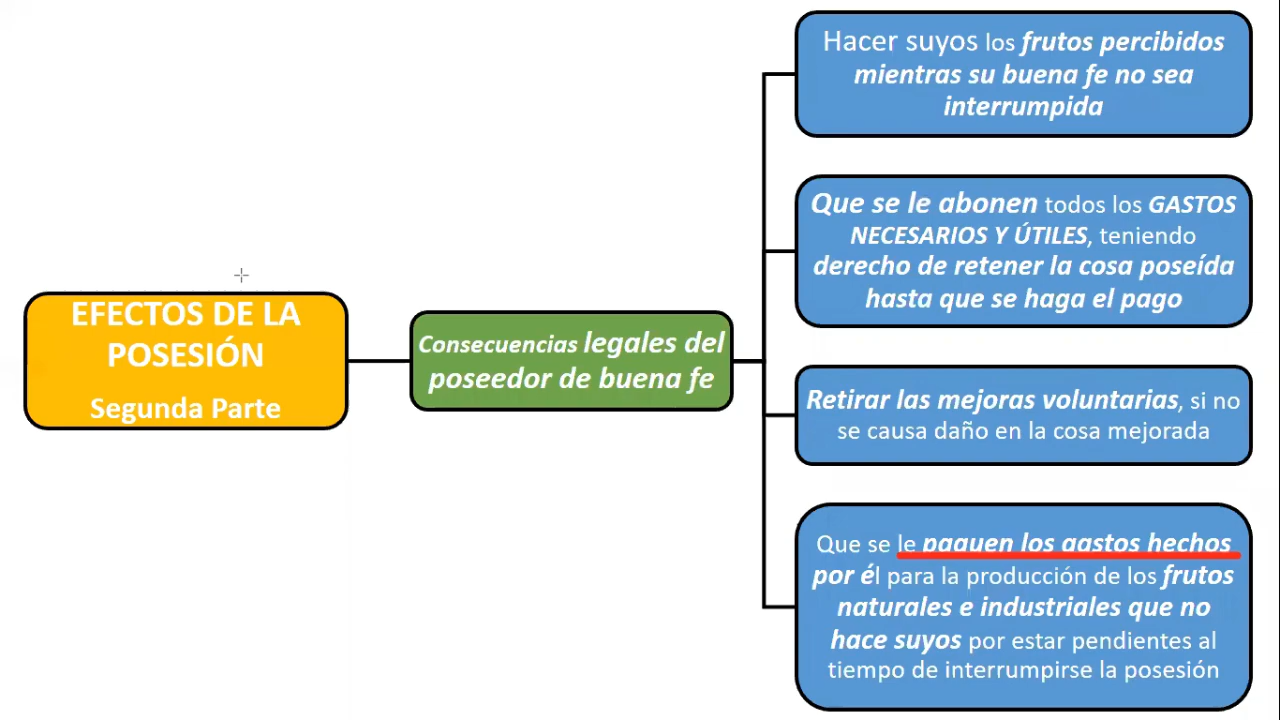 EFECTOS DE LA
POSESIÓN
Segunda Parte
Consecuencias legales del
poseedor de buena fe
Hacer suyos los frutos percibidos
mientras su buena fe no sea
interrumpida
Que se le abonen todos los GASTOS
NECESARIOS Y ÚTILES, teniendo
derecho de retener la cosa poseída
hasta que se haga el pago
Retirar las mejoras voluntarias, si no
se causa daño en la cosa mejorada
Que se le paguen los gastos hechos
por él para la producción de los frutos
naturales e industriales que no
hace suyos por estar pendientes al
tiempo de interrumpirse la posesión